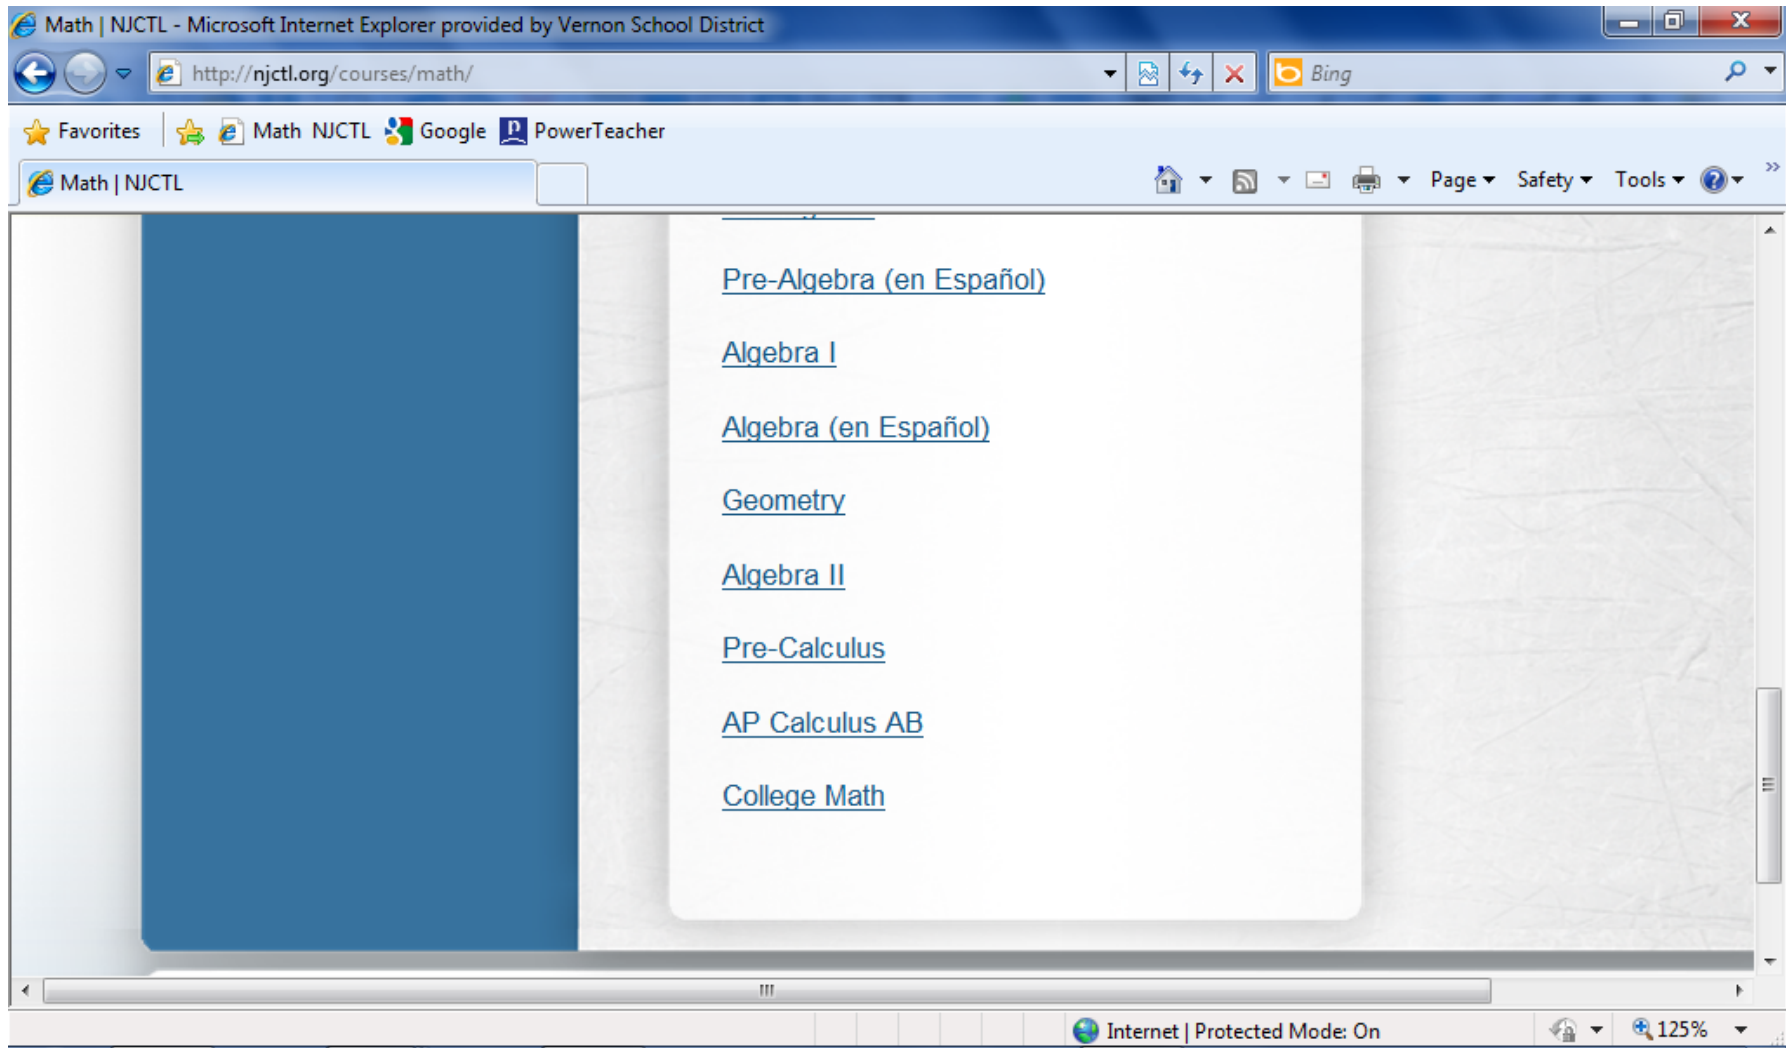 Math | NJCTL - Microsoft Internet Explorer provided by Vernon School District
http://njctl.org/courses/math/
Bing
Favorites Math NJCTL Google PowerTeacher
Math | NJCTL
Page Safety Tools
Pre-Algebra (en Español)
Algebra I
Algebra (en Español)
Geometry
Algebra II
Pre-Calculus
AP Calculus AB
College Math
Internet | Protected Mode: On
125%